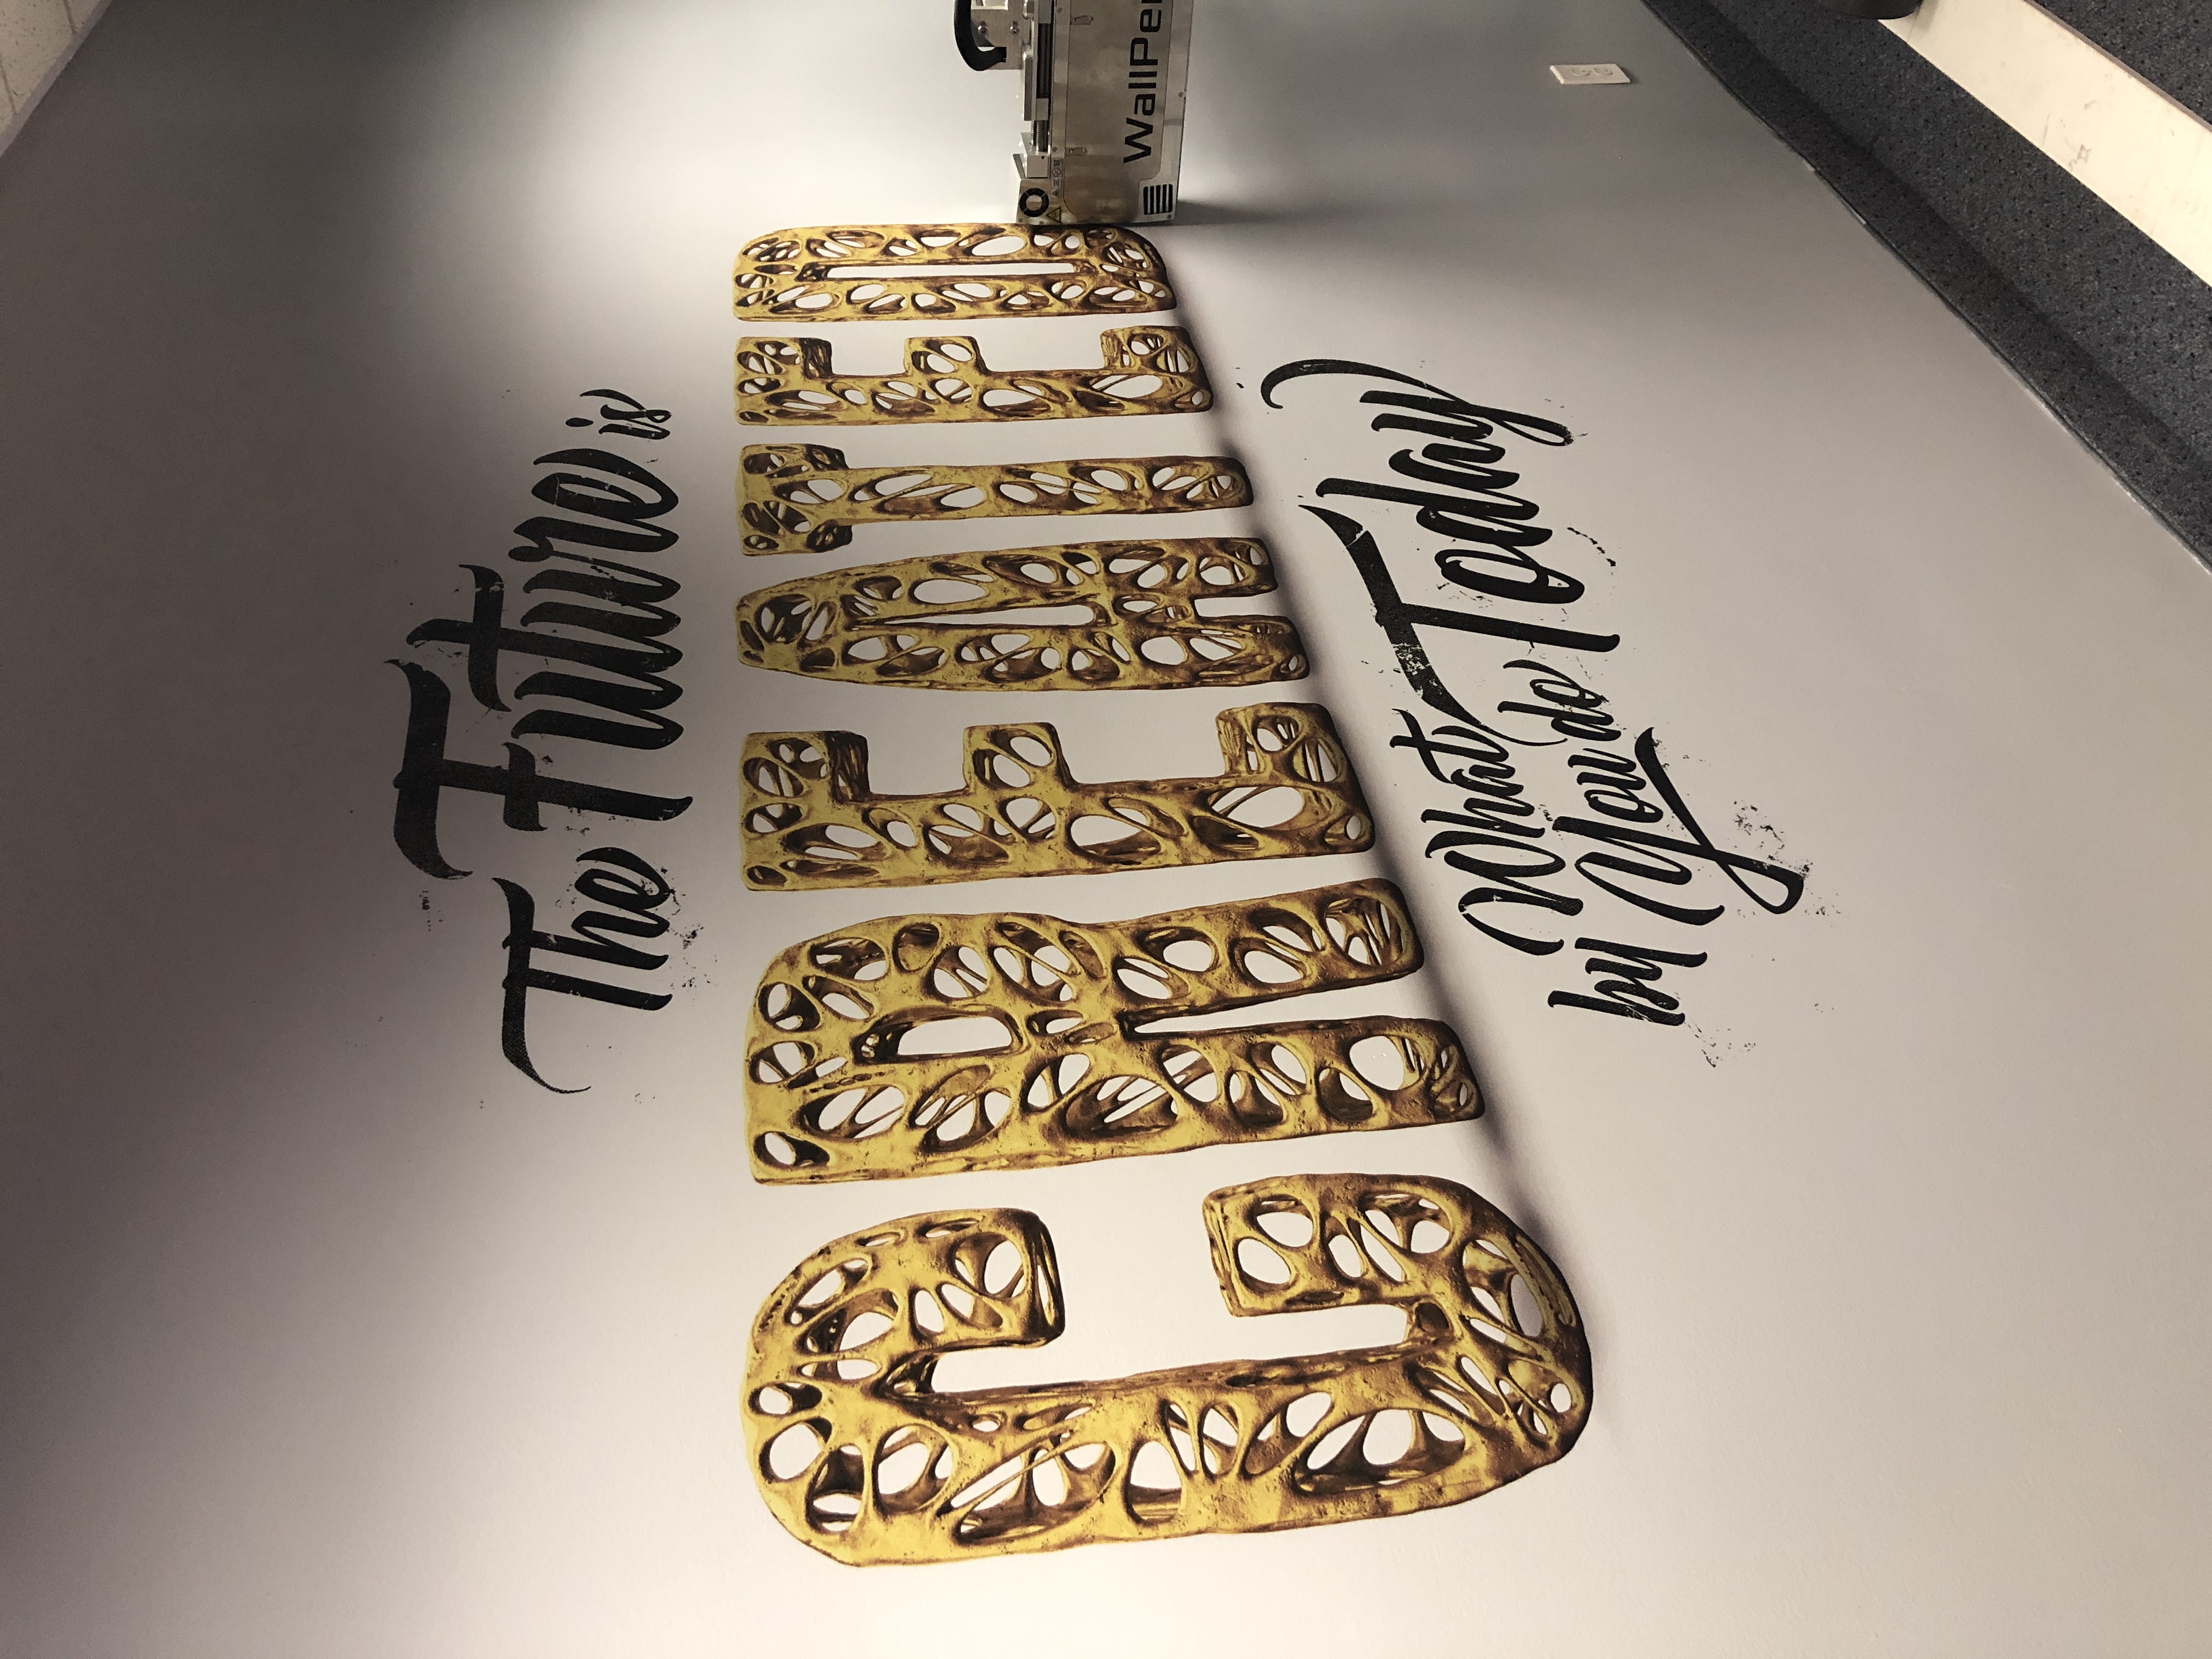 The Future is
CREATED
by What
You do Today
WallPe